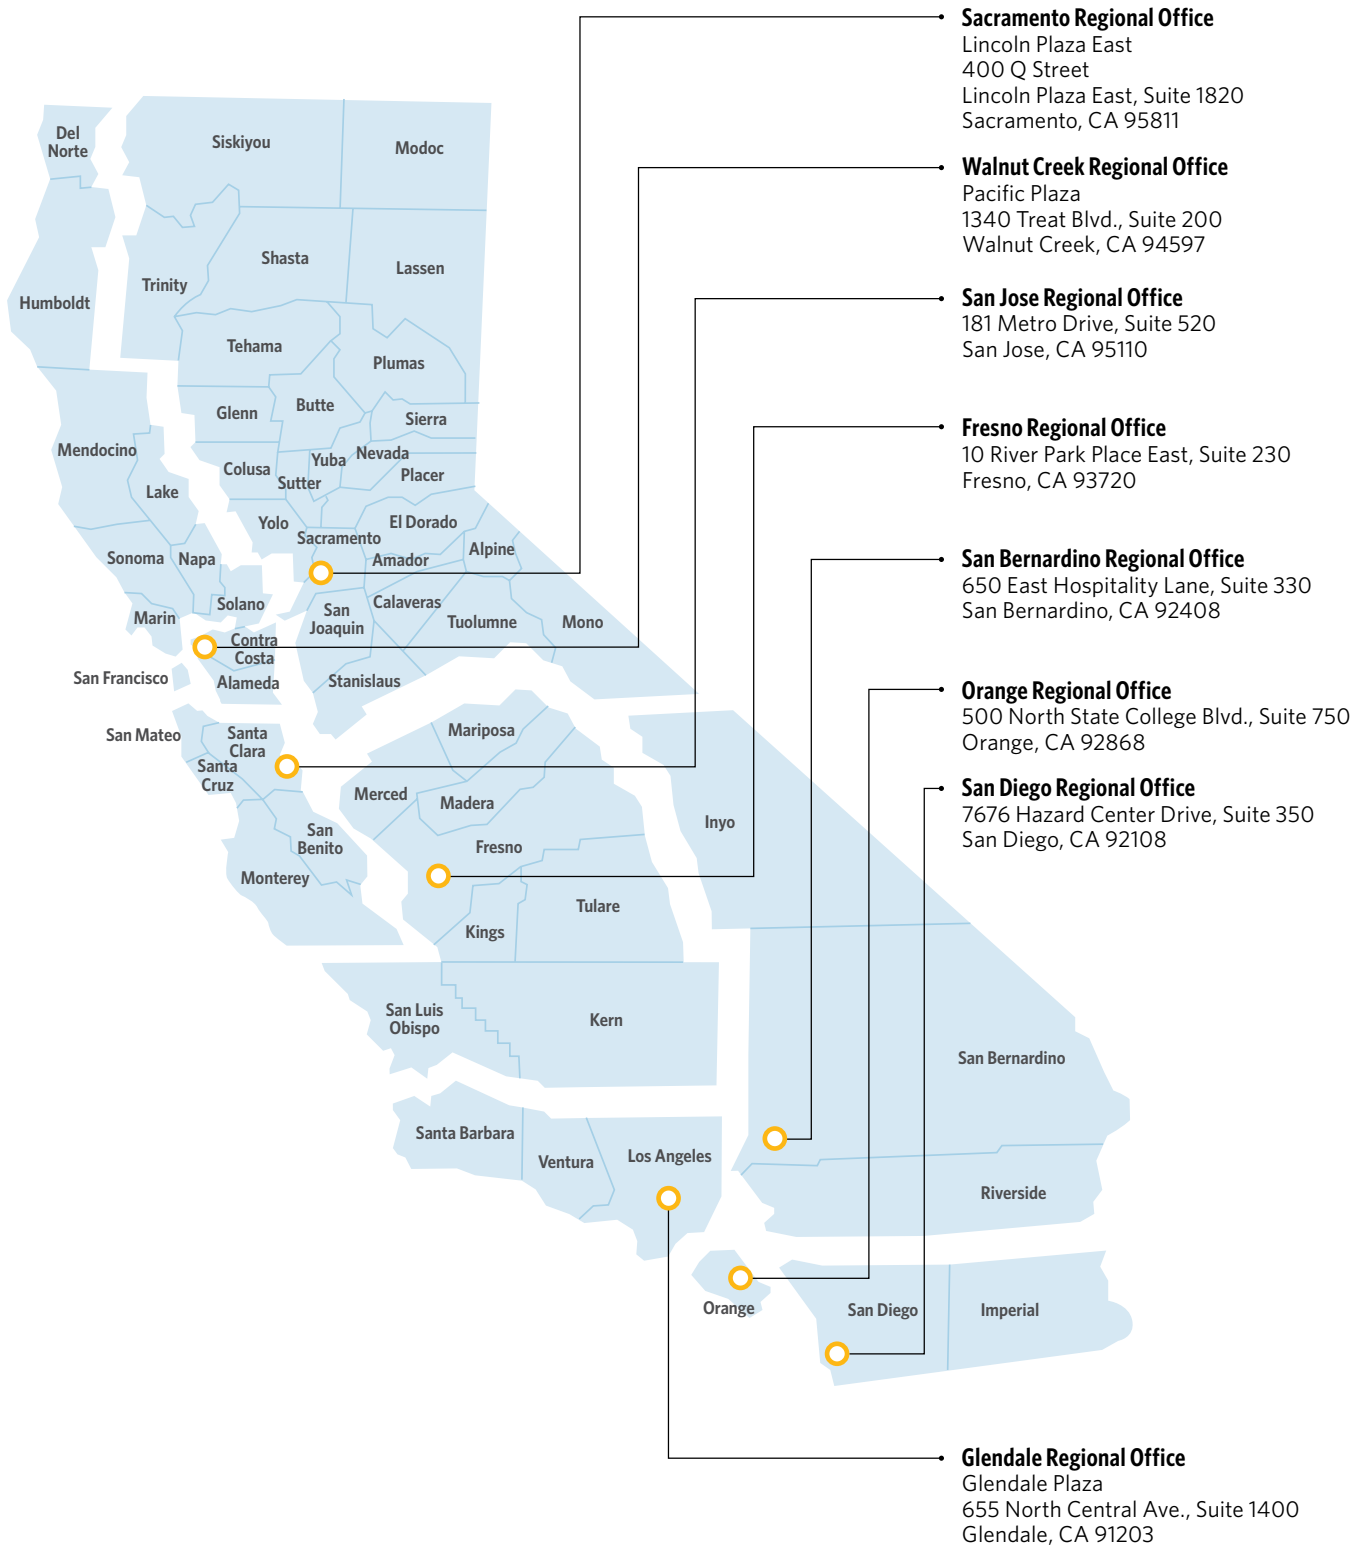 Sacramento Regional Office
Lincoln Plaza East
400 Q Street
Lincoln Plaza East, Suite 1820
Sacramento, CA 95811
Walnut Creek Regional Office
Pacific Plaza
1340 Treat Blvd., Suite 200
Walnut Creek, CA 94597
San Jose Regional Office
181 Metro Drive, Suite 520
San Jose, CA 95110
Fresno Regional Office
10 River Park Place East, Suite 230
Fresno, CA 93720
San Bernardino Regional Office
650 East Hospitality Lane, Suite 330
San Bernardino, CA 92408
Orange Regional Office
500 North State College Blvd., Suite 750
Orange, CA 92868
San Diego Regional Office
7676 Hazard Center Drive, Suite 350
San Diego, CA 92108
Glendale Regional Office
Glendale Plaza
655 North Central Ave., Suite 1400
Glendale, CA 91203
Del
Norte
Siskiyou
Modoc
Humboldt
Trinity
Shasta
Lassen
Tehama
Plumas
Glenn
Butte
Sierra
Mendocino
Colusa
Yuba
Nevada
Sutter
Placer
Lake
Yolo
El Dorado
Sacramento
Sonoma
Napa
Amador
Alpine
Solano
Calaveras
Marin
San
Joaquin
Tuolumne
Mono
Contra
Costa
San Francisco
Alameda
Stanislaus
San Mateo
Santa
Clara
Santa
Cruz
Mariposa
Merced
Madera
San
Benito
Fresno
Inyo
Monterey
Kings
Tulare
San Luis
Obispo
Kern
San Bernardino
Santa Barbara
Ventura
Los Angeles
Riverside
Orange
San Diego
Imperial